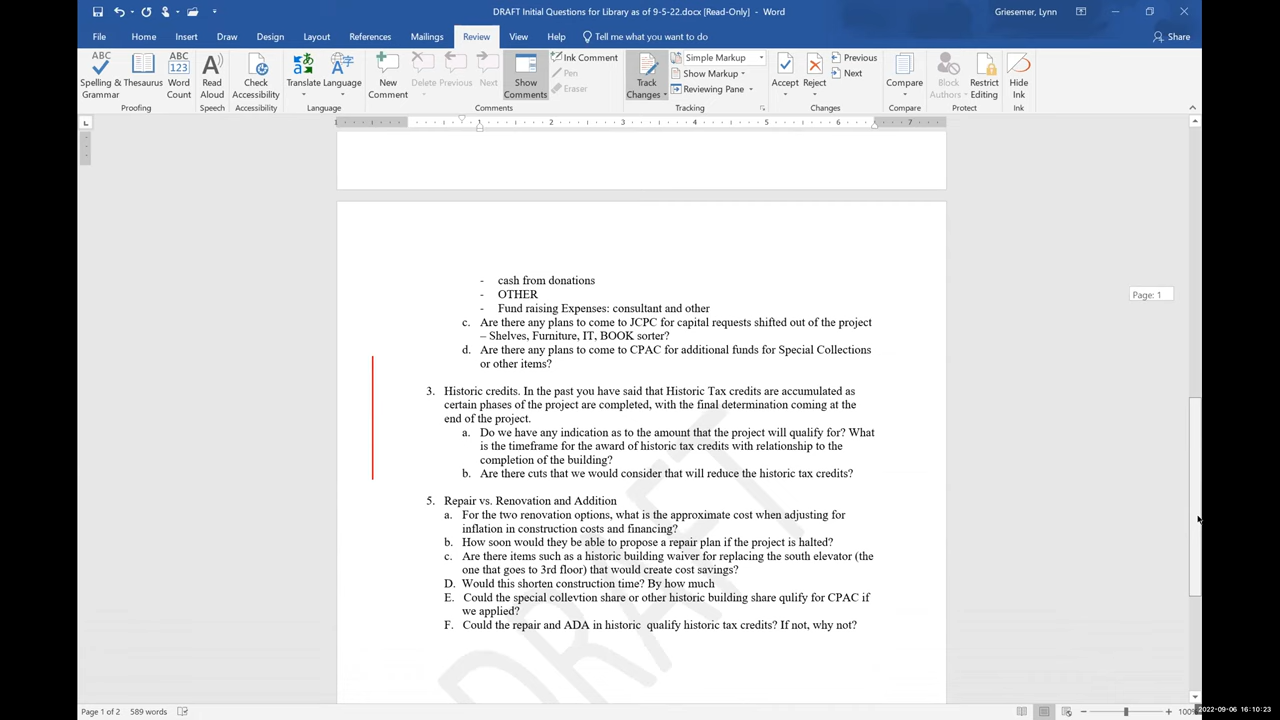 DRAFT Initial Questions for Library as of 9-5-22.docx [Read-Only] - Word
Griesemer, Lynn
File Home Insert Draw Design Layout References Mailings Review View Help Tell me what you want to do Share
ABC ABC 123 A
Spelling & Grammar Thesaurus Word Count Read Aloud Check Accessibility Translate Language New Comment Delete Previous Next Show Comments Ink Comment Pen Eraser Track Changes Simple Markup Show Markup Reviewing Pane Accept Reject Previous Next Compare Block Authors Restrict Editing Hide Ink
Proofing Speech Accessibility Language Comments Tracking Changes Compare Protect Ink
1 1 2 3 4 5 6 7
- cash from donations
- OTHER
- Fund raising Expenses: consultant and other
Page: 1
c. Are there any plans to come to JCPC for capital requests shifted out of the project
– Shelves, Furniture, IT, BOOK sorter?
d. Are there any plans to come to CPAC for additional funds for Special Collections
or other items?
3. Historic credits. In the past you have said that Historic Tax credits are accumulated as
certain phases of the project are completed, with the final determination coming at the
end of the project.
a. Do we have any indication as to the amount that the project will qualify for? What
is the timeframe for the award of historic tax credits with relationship to the
completion of the building?
b. Are there cuts that we would consider that will reduce the historic tax credits?
5. Repair vs. Renovation and Addition
a. For the two renovation options, what is the approximate cost when adjusting for
inflation in construction costs and financing?
b. How soon would they be able to propose a repair plan if the project is halted?
c. Are there items such as a historic building waiver for replacing the south elevator (the
one that goes to 3rd floor) that would create cost savings?
D. Would this shorten construction time? By how much
E. Could the special collevtion share or other historic building share qulify for CPAC if
we applied?
F. Could the repair and ADA in historic qualify historic tax credits? If not, why not?
DRAFT
Page 1 of 2 589 words 100%
2022-09-06 16:10:23